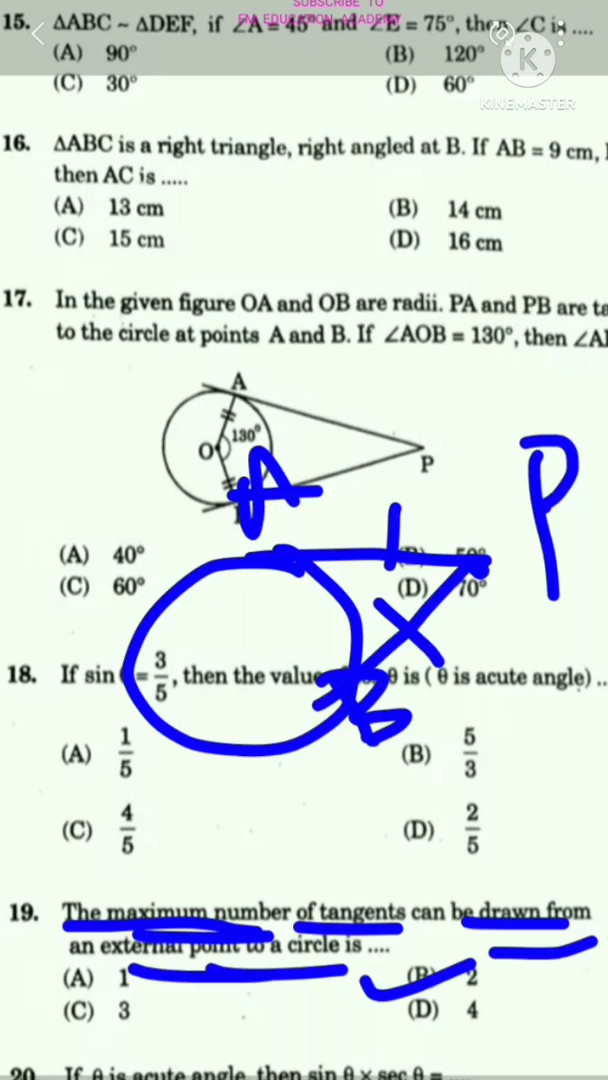 SUBSCRIBE TO
FM EDUCATION ACADEMY
KINEMASTER
15. ΔABC ~ ΔDEF, if ∠A = 45° and ∠E = 75°, then ∠C is ....
(A) 90° (B) 120°
(C) 30° (D) 60°
16. ΔABC is a right triangle, right angled at B. If AB = 9 cm,
then AC is .....
(A) 13 cm (B) 14 cm
(C) 15 cm (D) 16 cm
17. In the given figure OA and OB are radii. PA and PB are
to the circle at points A and B. If ∠AOB = 130°, then
A
130°
O
P
A
P
(A) 40° 50°
(C) 60° (D) 70°
B
18. If sin = 3/5, then the value θ is ( θ is acute angle) ..
(A) 1/5 (B) 5/3
(C) 4/5 (D) 2/5
19. The maximum number of tangents can be drawn from
an external point to a circle is ....
(A) 1 (B) 2
(C) 3 (D) 4
20. If θ is acute angle, then sin θ × sec θ =